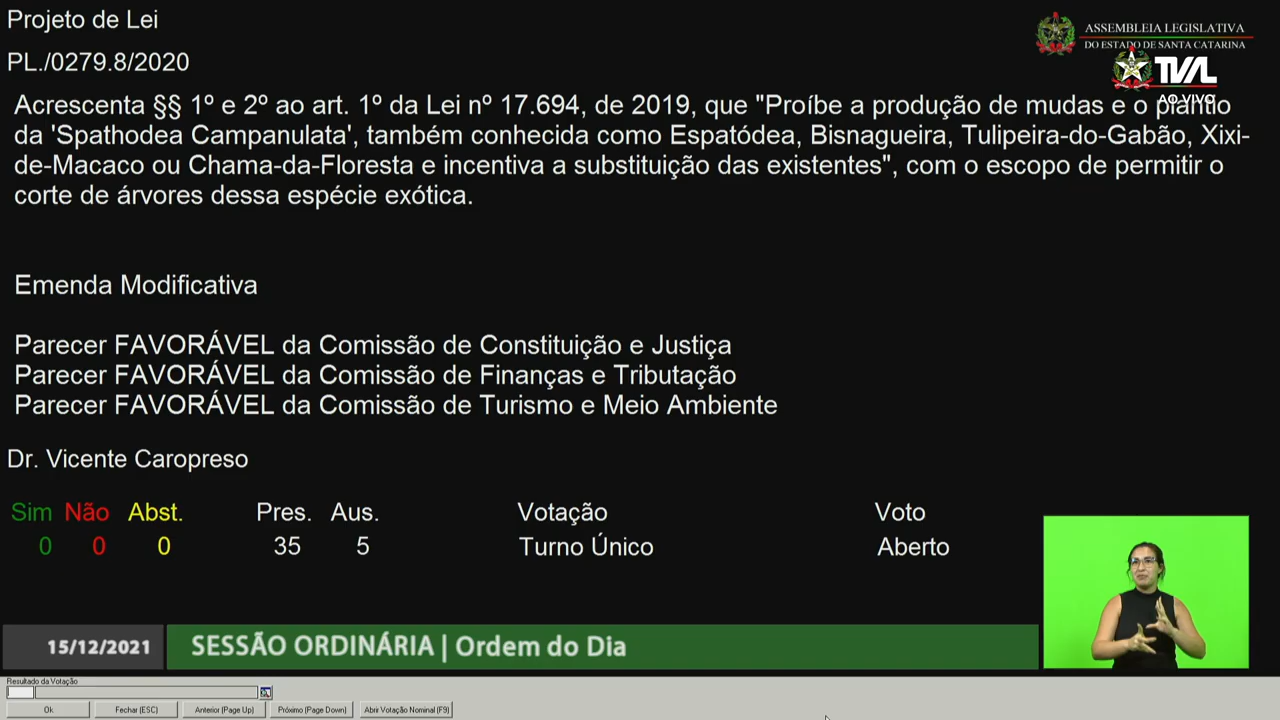 Projeto de Lei
ASSEMBLEIA LEGISLATIVA
DO ESTADO DE SANTA CATARINA
PL./0279.8/2020
TVAL
AO VIVO
Acrescenta §§ 1º e 2º ao art. 1º da Lei nº 17.694, de 2019, que "Proíbe a produção de mudas e o plantio
da 'Spathodea Campanulata', também conhecida como Espatódea, Bisnagueira, Tulipeira-do-Gabão, Xixi-
de-Macaco ou Chama-da-Floresta e incentiva a substituição das existentes", com o escopo de permitir o
corte de árvores dessa espécie exótica.
Emenda Modificativa
Parecer FAVORÁVEL da Comissão de Constituição e Justiça
Parecer FAVORÁVEL da Comissão de Finanças e Tributação
Parecer FAVORÁVEL da Comissão de Turismo e Meio Ambiente
Dr. Vicente Caropreso
Sim Não Abst. Pres. Aus. Votação Voto
0 0 0 35 5 Turno Único Aberto
15/12/2021 SESSÃO ORDINÁRIA | Ordem do Dia
Resultado da Votação
Ok Fechar (ESC) Anterior (Page Up) Próximo (Page Down) Abrir Votação Nominal (F9)